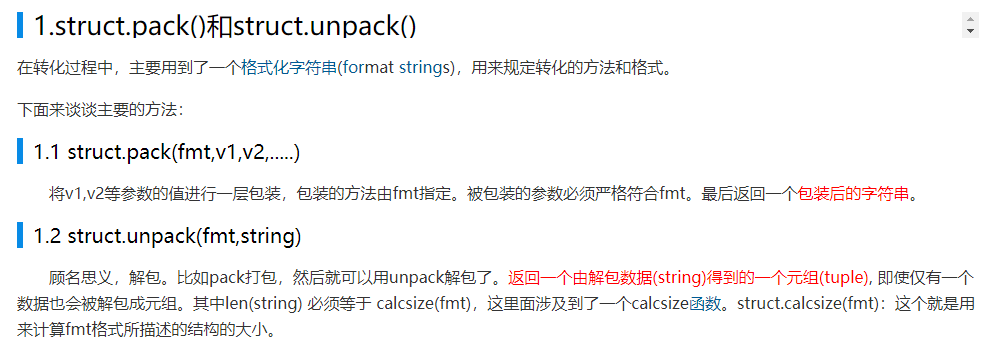 1.struct.pack()和struct.unpack()
在转化过程中，主要用到了一个格式化字符串(format strings)，用来规定转化的方法和格式。
下面来谈谈主要的方法：
1.1 struct.pack(fmt,v1,v2,.....)
将v1,v2等参数的值进行一层包装，包装的方法由fmt指定。被包装的参数必须严格符合fmt。最后返回一个包装后的字符串。
1.2 struct.unpack(fmt,string)
顾名思义，解包。比如pack打包，然后就可以用unpack解包了。返回一个由解包数据(string)得到的一个元组(tuple), 即使仅有一个
数据也会被解包成元组。其中len(string) 必须等于 calcsize(fmt)，这里面涉及到了一个calcsize函数。struct.calcsize(fmt)：这个就是用
来计算fmt格式所描述的结构的大小。